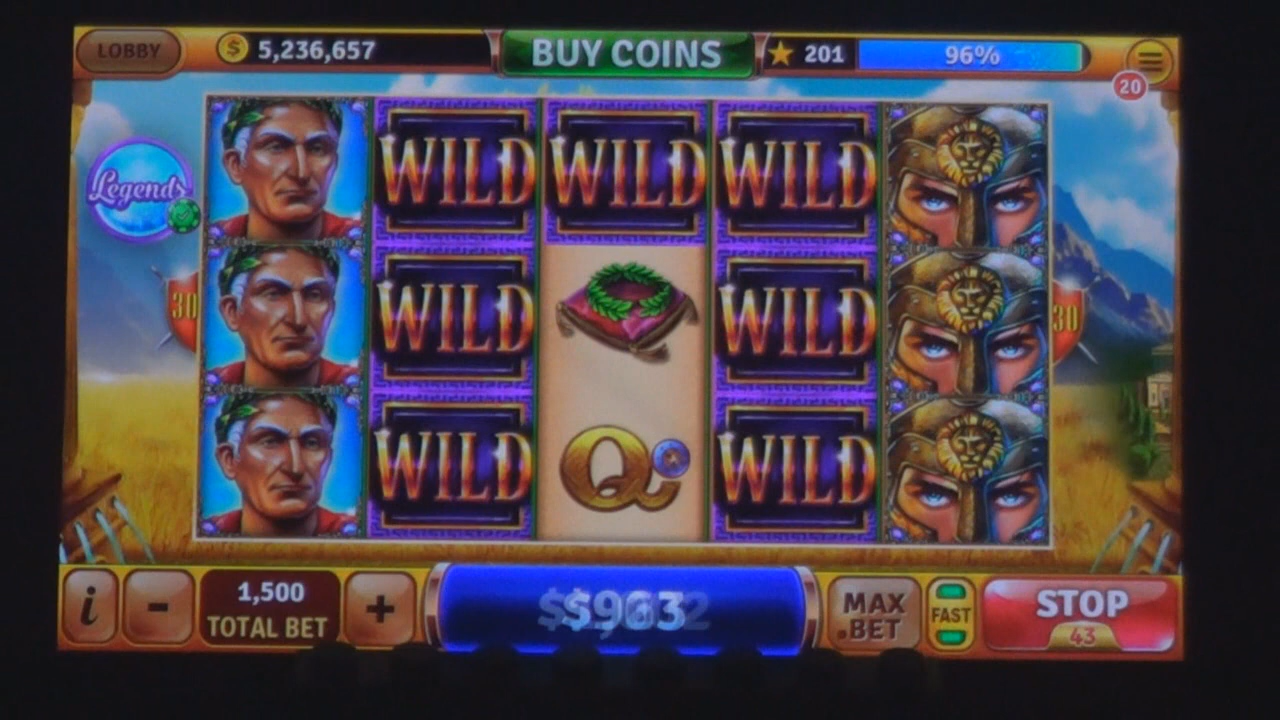 LOBBY
5,236,657
BUY COINS
201
96%
20
Legends
WILD WILD WILD
30
WILD WILD
30
WILD
Q
WILD
i
-
1,500
TOTAL BET
+
MAX
BET
FAST
STOP
43